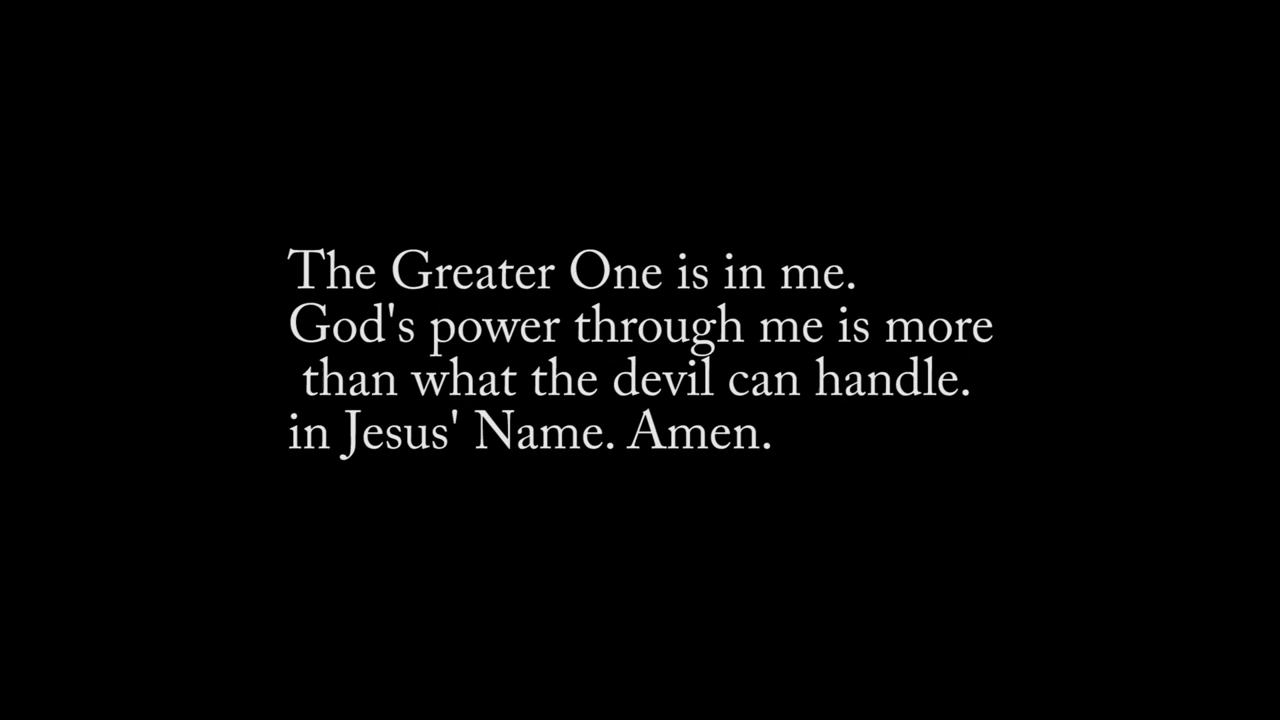 The Greater One is in me.
God's power through me is more
than what the devil can handle.
in Jesus' Name. Amen.